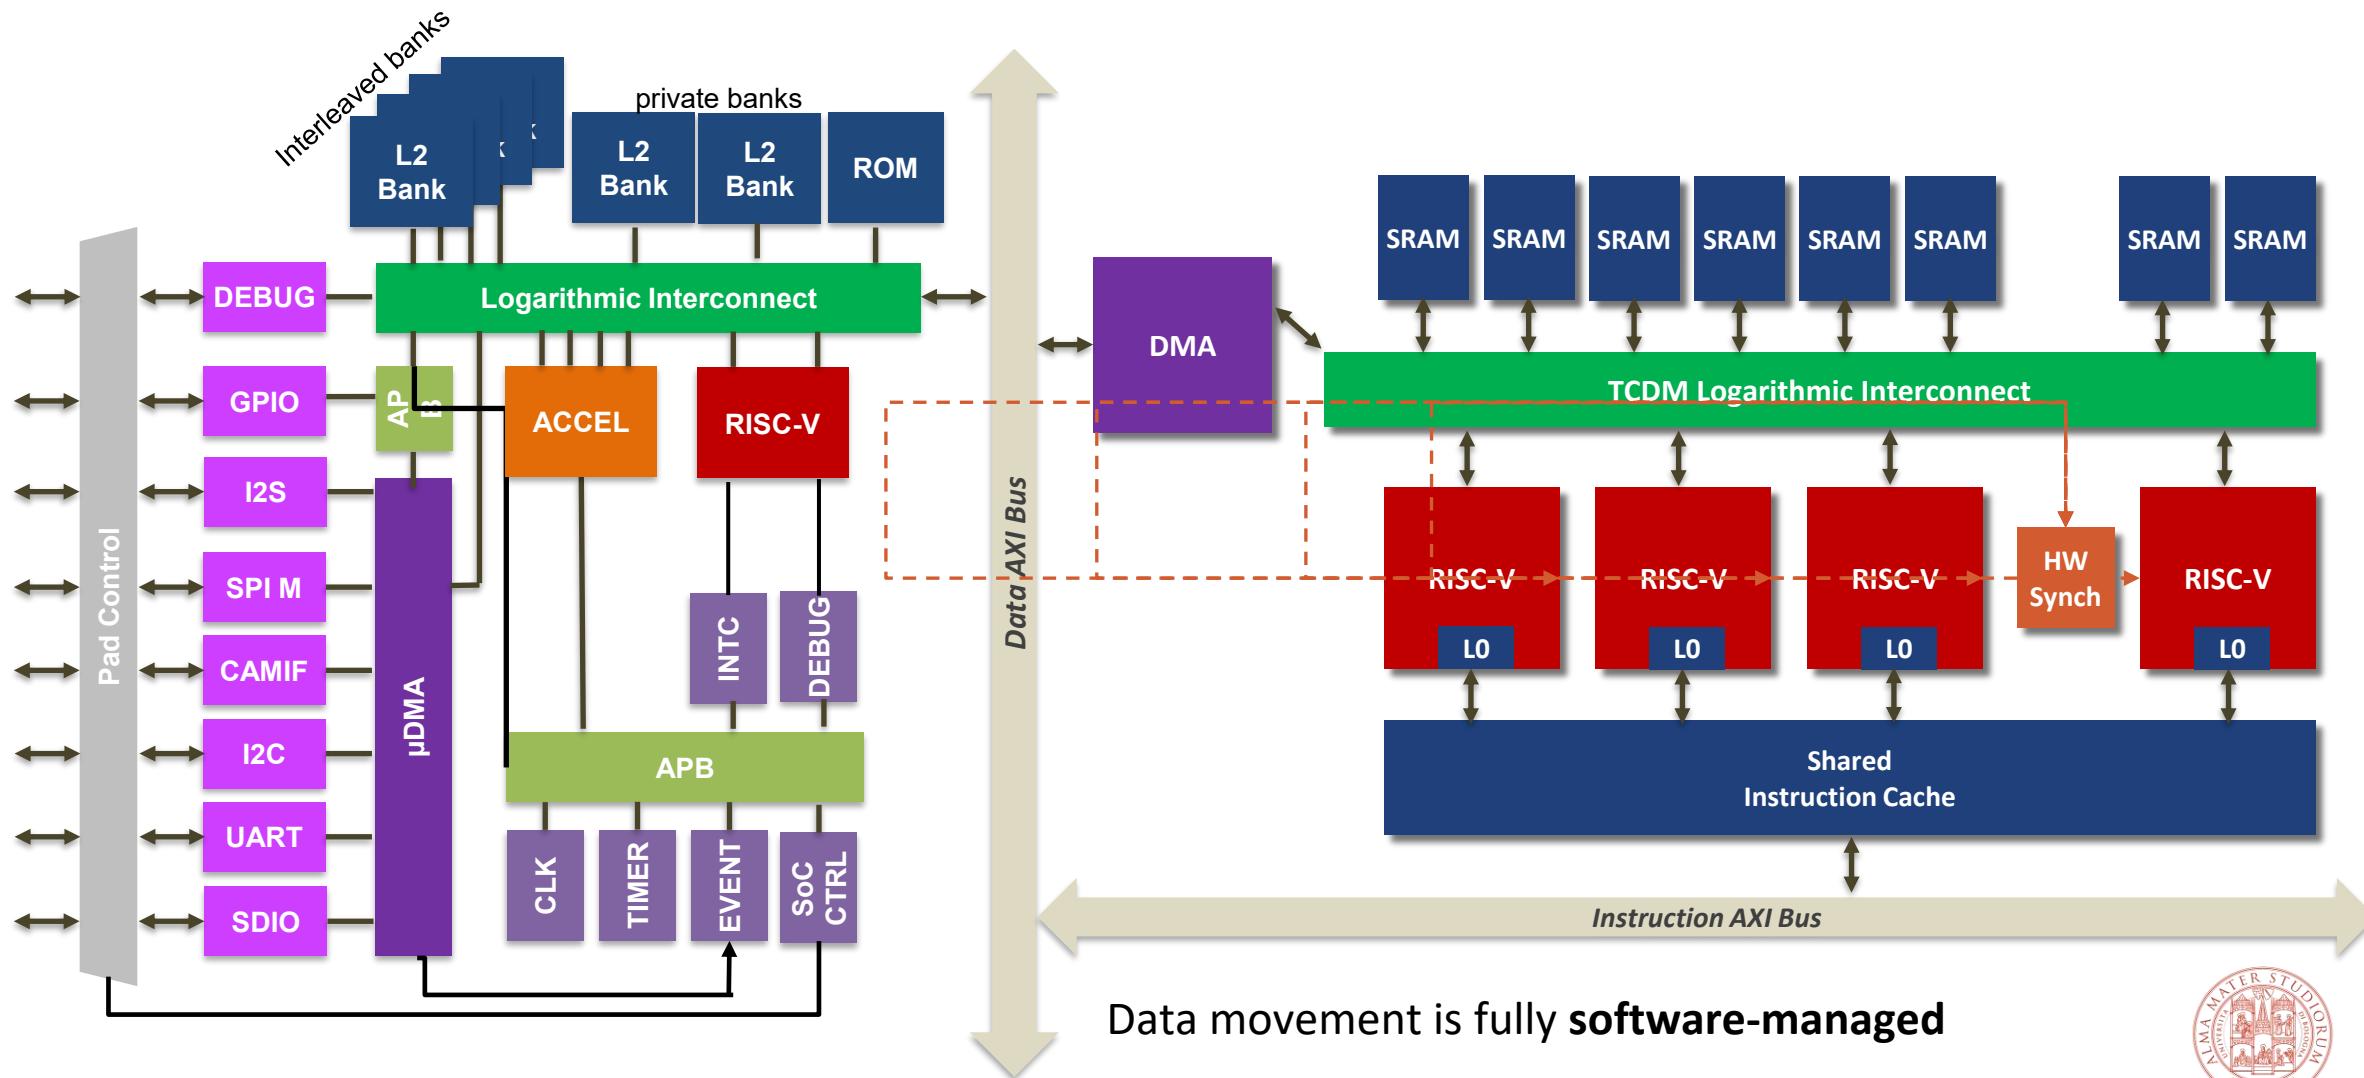 Interleaved banks
private banks
L2
Bank
k
k
L2
Bank
L2
Bank
ROM
DEBUG
Logarithmic Interconnect
GPIO
AP
B
ACCEL
RISC-V
I2S
SPI M
CAMIF
I2C
UART
SDIO
Pad Control
µDMA
INTC
DEBUG
APB
CLK
TIMER
EVENT
SoC
CTRL
Data AXI Bus
DMA
SRAM
SRAM
SRAM
SRAM
SRAM
SRAM
SRAM
SRAM
TCDM Logarithmic Interconnect
RISC-V
RISC-V
RISC-V
HW
Synch
RISC-V
L0
L0
L0
L0
Shared
Instruction Cache
Instruction AXI Bus
Data movement is fully software-managed
ALMA MATER STUDIORUM